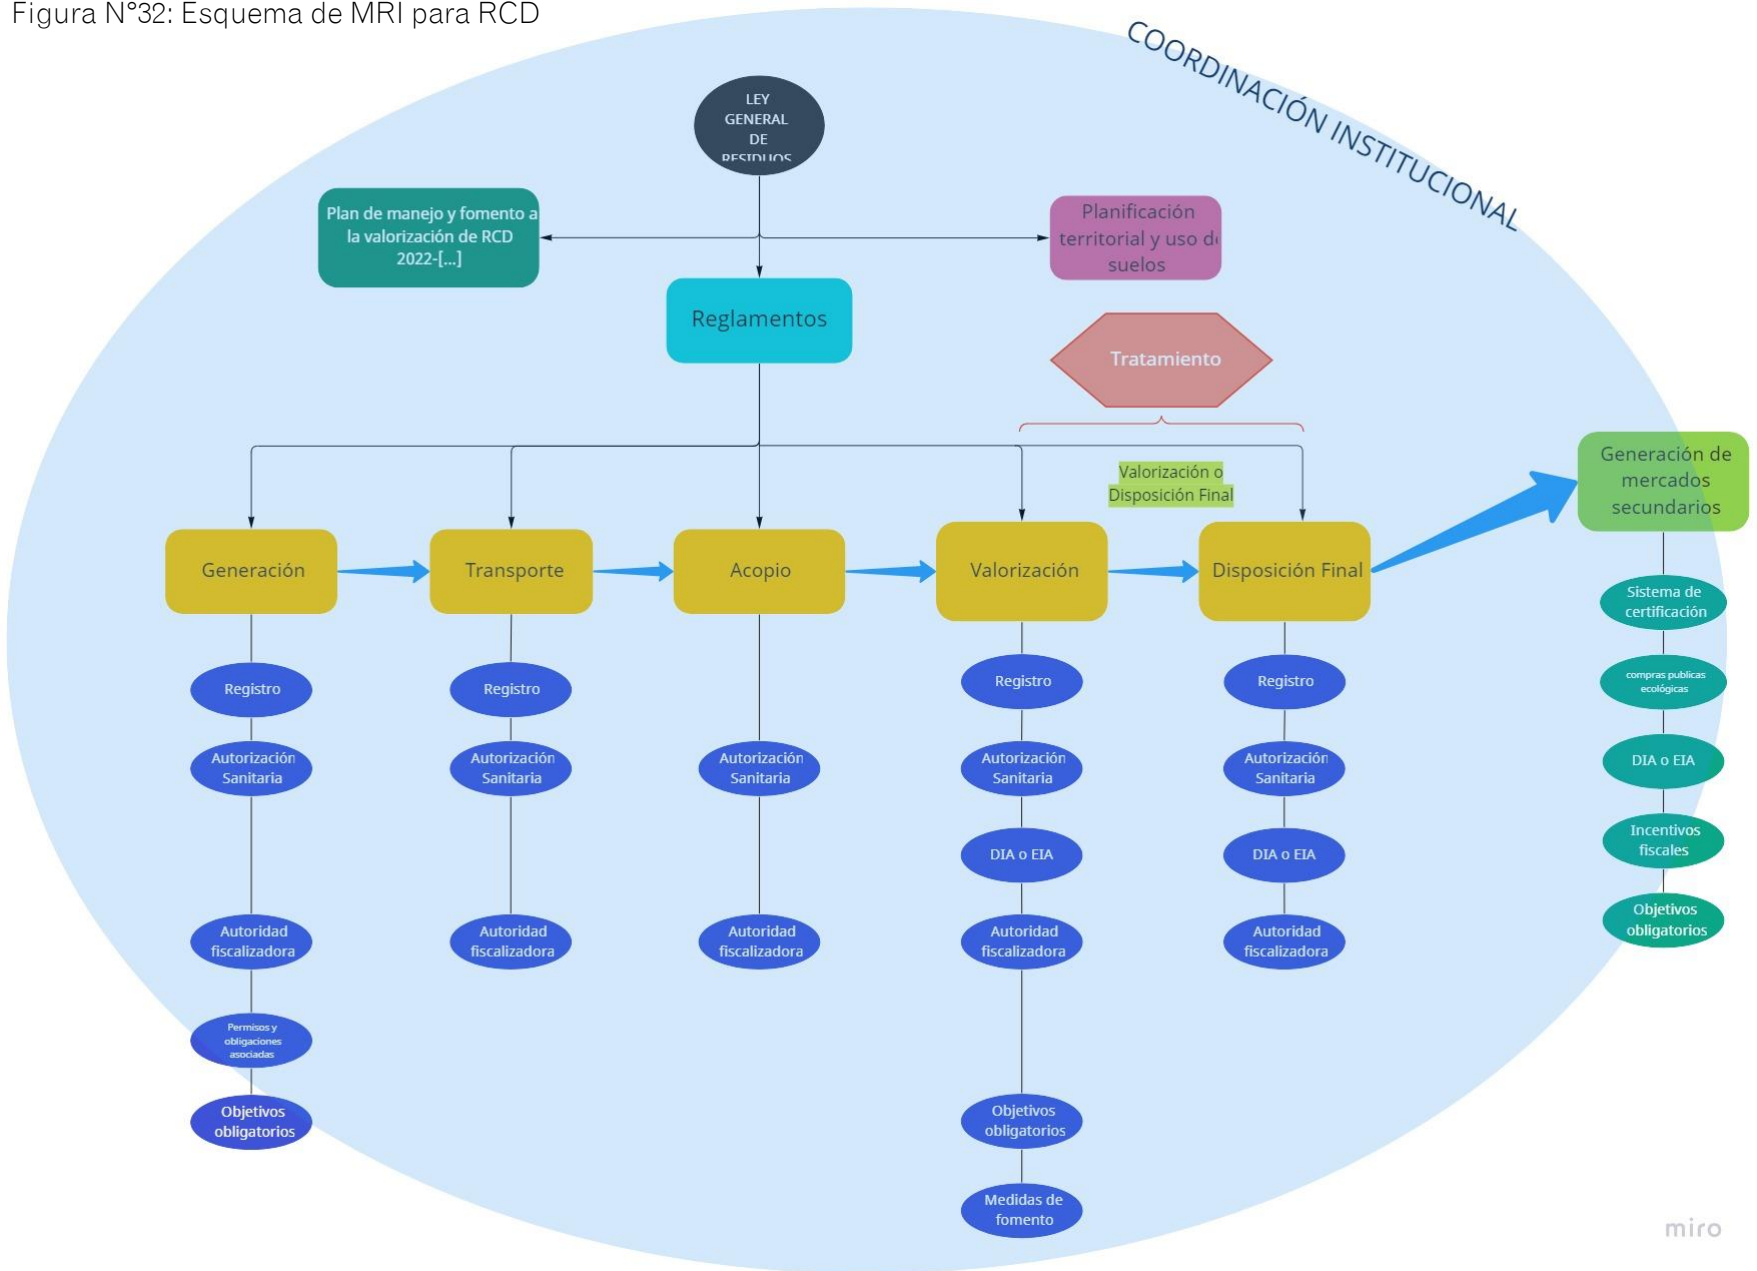 Figura N°32: Esquema de MRI para RCD
COORDINACIÓN INSTITUCIONAL
LEY
GENERAL
DE
RESIDUOS
Plan de manejo y fomento a
la valorización de RCD
2022-[...]
Planificación
territorial y uso de
suelos
Reglamentos
Tratamiento
Valorización o
Disposición Final
Generación de
mercados
secundarios
Generación
Transporte
Acopio
Valorización
Disposición Final
Registro
Autorización
Sanitaria
Autoridad
fiscalizadora
Permisos y
obligaciones
asociadas
Objetivos
obligatorios
Registro
Autorización
Sanitaria
Autoridad
fiscalizadora
Autorización
Sanitaria
Autoridad
fiscalizadora
Registro
Autorización
Sanitaria
DIA o EIA
Autoridad
fiscalizadora
Objetivos
obligatorios
Medidas de
fomento
Registro
Autorización
Sanitaria
DIA o EIA
Autoridad
fiscalizadora
Sistema de
certificación
compras publicas
ecológicas
DIA o EIA
Incentivos
fiscales
Objetivos
obligatorios
miro